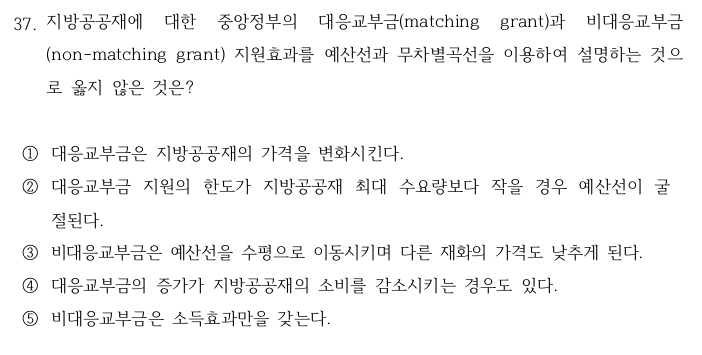 37. 지방공공재에 대한 중앙정부의 대응교부금(matching grant)과 비대응교부금
(non-matching grant) 지원효과를 예산선과 무차별곡선을 이용하여 설명하는 것으
로 옳지 않은 것은?
① 대응교부금은 지방공공재의 가격을 변화시킨다.
② 대응교부금 지원의 한도가 지방공공재 최대 수요량보다 작을 경우 예산선이 굴
절된다.
③ 비대응교부금은 예산선을 수평으로 이동시키며 다른 재화의 가격도 낮추게 된다.
④ 대응교부금의 증가가 지방공공재의 소비를 감소시키는 경우도 있다.
⑤ 비대응교부금은 소득효과만을 갖는다.